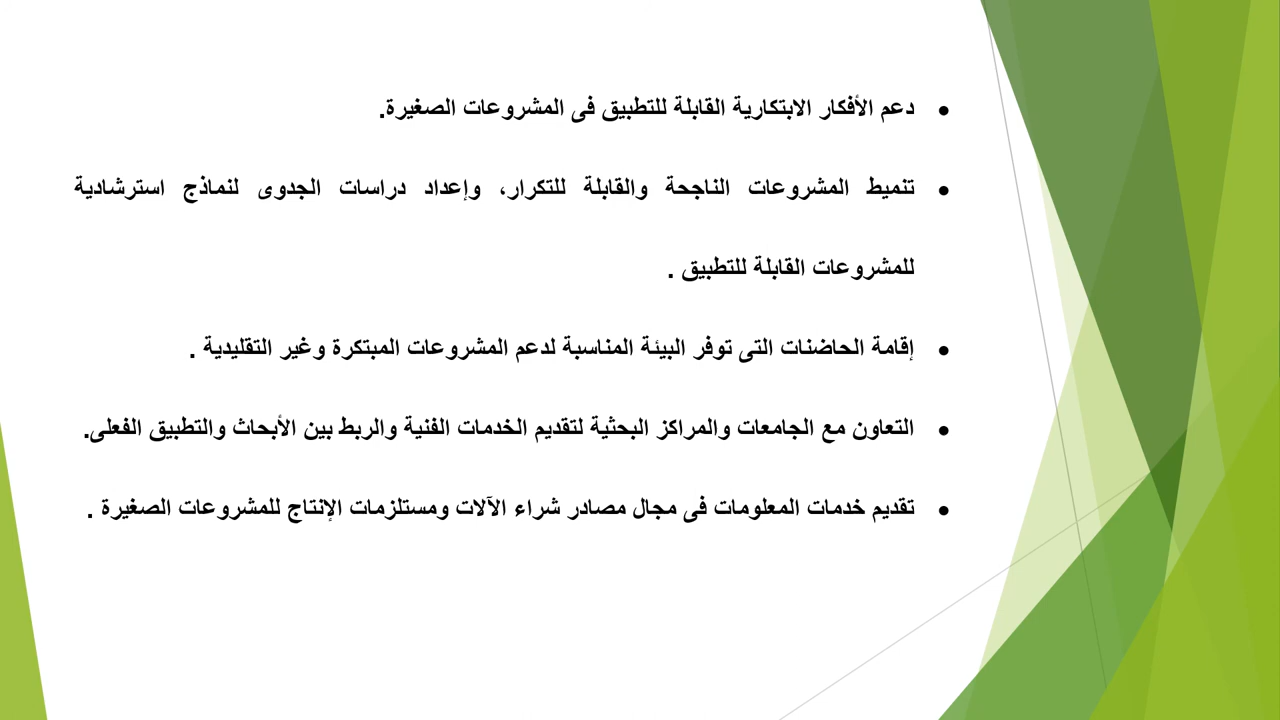 • دعم الأفكار الابتكارية القابلة للتطبيق فى المشروعات الصغيرة.
• تنميط المشروعات الناجحة والقابلة للتكرار، وإعداد دراسات الجدوى لنماذج استرشادية
للمشروعات القابلة للتطبيق .
• إقامة الحاضنات التى توفر البيئة المناسبة لدعم المشروعات المبتكرة وغير التقليدية .
• التعاون مع الجامعات والمراكز البحثية لتقديم الخدمات الفنية والربط بين الأبحاث والتطبيق الفعلى.
• تقديم خدمات المعلومات فى مجال مصادر شراء الآلات ومستلزمات الإنتاج للمشروعات الصغيرة .